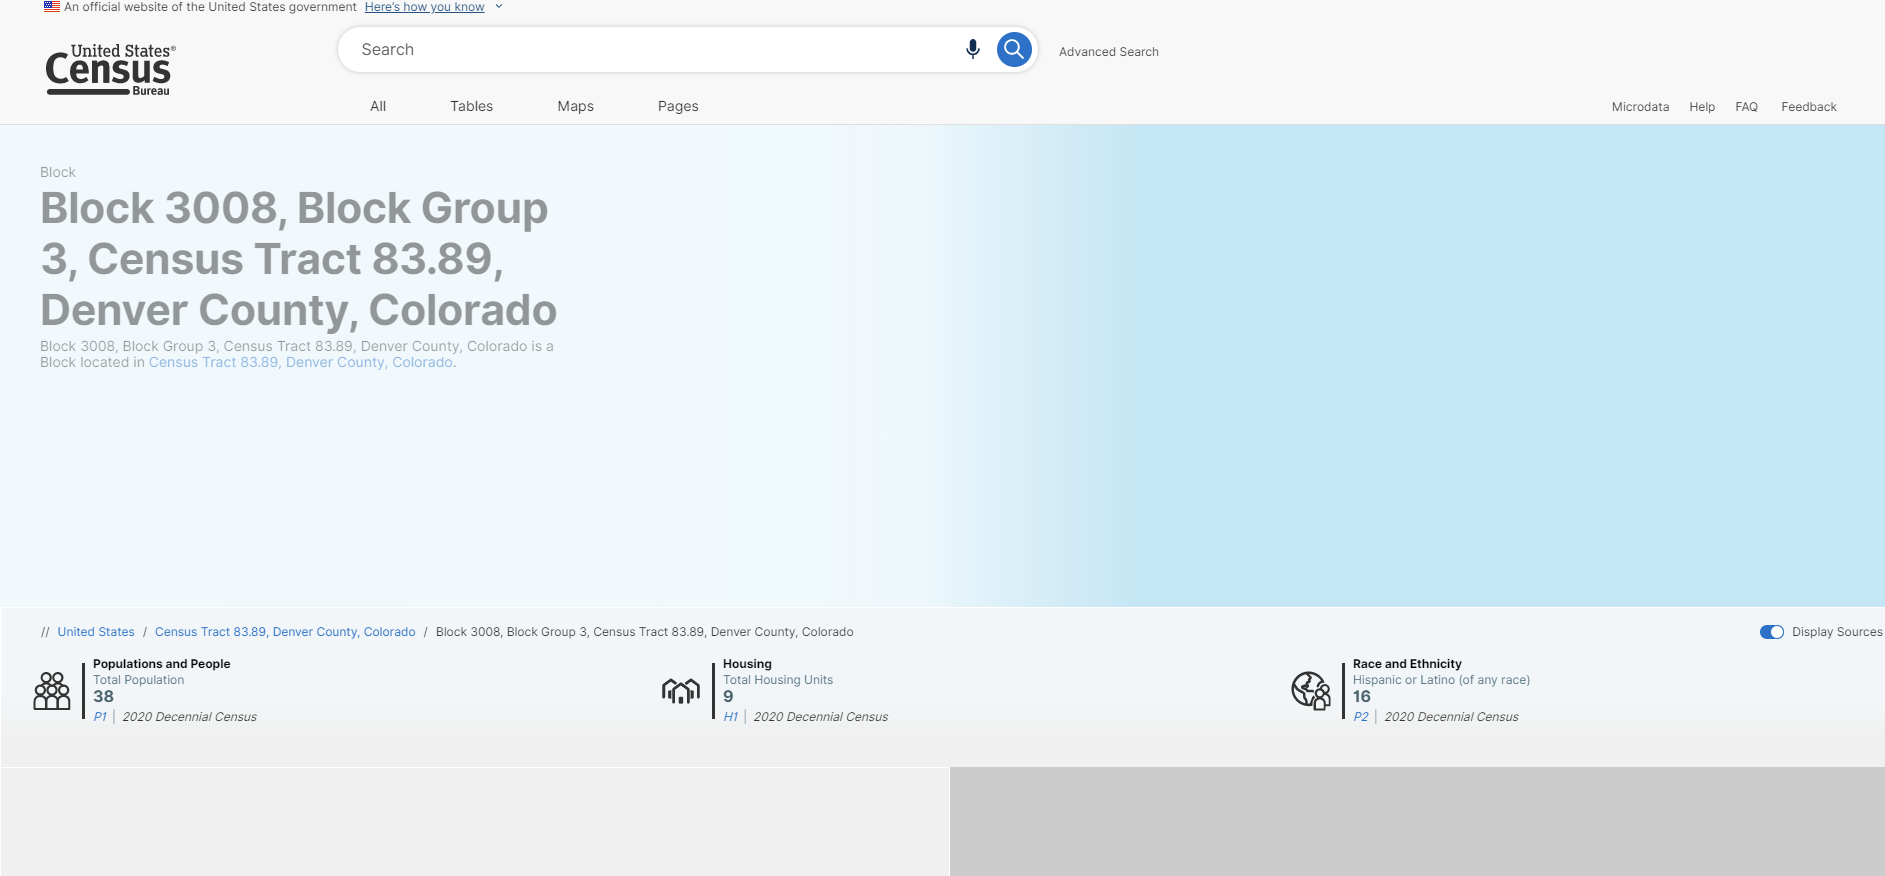 An official website of the United States government Here's how you know
United States®
Census
Bureau
Search
Advanced Search
All Tables Maps Pages
Microdata Help FAQ Feedback
Block
Block 3008, Block Group
3, Census Tract 83.89,
Denver County, Colorado
Block 3008, Block Group 3, Census Tract 83.89, Denver County, Colorado is a
Block located in Census Tract 83.89, Denver County, Colorado.
// United States / Census Tract 83.89, Denver County, Colorado / Block 3008, Block Group 3, Census Tract 83.89, Denver County, Colorado
Display Sources
Populations and People
Total Population
38
P1 | 2020 Decennial Census
Housing
Total Housing Units
9
H1 | 2020 Decennial Census
Race and Ethnicity
Hispanic or Latino (of any race)
16
P2 | 2020 Decennial Census